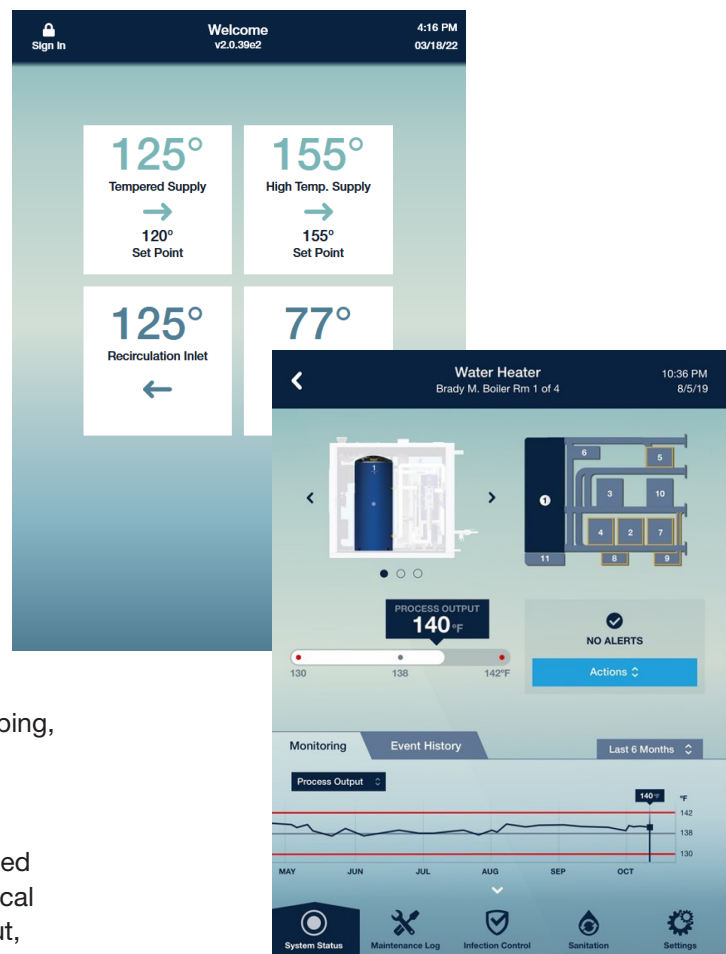 Sign In
Welcome
v2.0.39e2
4:16 PM
03/18/22
125°
Tempered Supply
120°
Set Point
155°
High Temp. Supply
155°
Set Point
125°
Recirculation Inlet
77°
Water Heater
Brady M. Boiler Rm 1 of 4
10:36 PM
8/5/19
1
6
5
1
3
10
4 2 7
11 8 9
PROCESS OUTPUT
140 °F
130 138 142°F
NO ALERTS
Actions
Monitoring
Event History
Last 6 Months
Process Output
140 °F
°F
142
138
130
MAY JUN JUL AUG SEP OCT
System Status
Maintenance Log
Infection Control
Sanitation
Settings